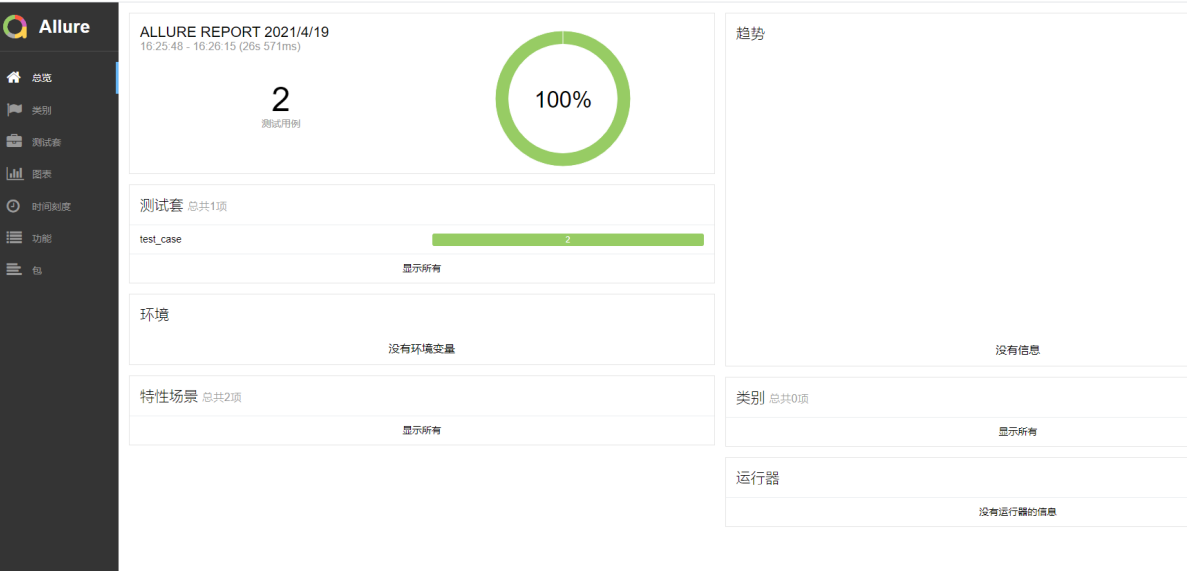 Allure
总览
类别
测试套
图表
时间刻度
功能
包
ALLURE REPORT 2021/4/19
16:25:48 - 16:26:15 (26s 571ms)
2
测试用例
100%
测试套 总共1项
test_case
2
显示所有
环境
没有环境变量
特性场景 总共2项
显示所有
趋势
没有信息
类别 总共0项
显示所有
运行器
没有运行器的信息